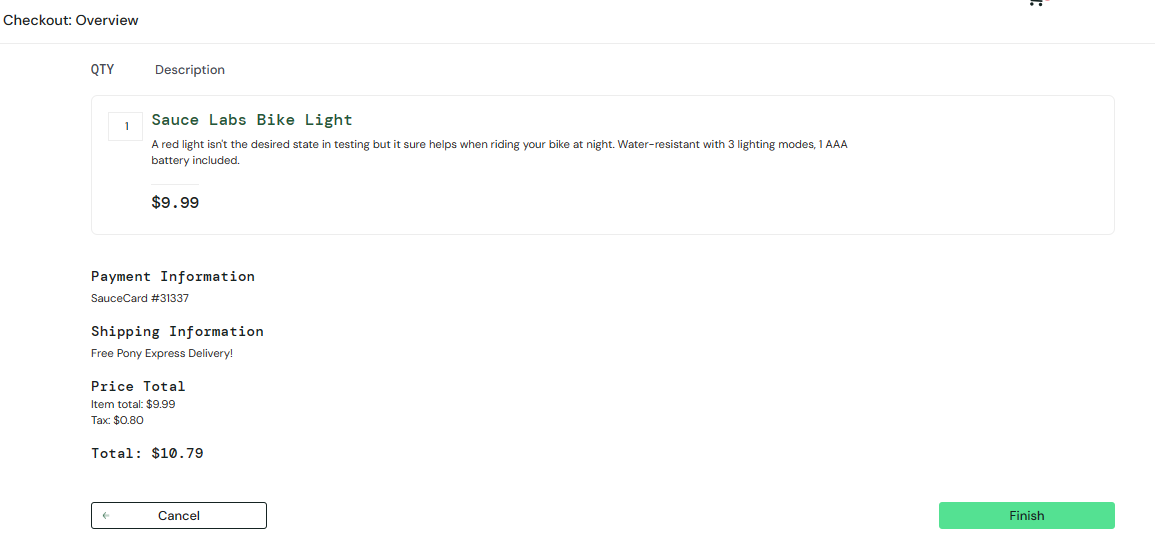 Checkout: Overview
QTY Description
1 Sauce Labs Bike Light
A red light isn't the desired state in testing but it sure helps when riding your bike at night. Water-resistant with 3 lighting modes, 1 AAA
battery included.
$9.99
Payment Information
SauceCard #31337
Shipping Information
Free Pony Express Delivery!
Price Total
Item total: $9.99
Tax: $0.80
Total: $10.79
Cancel Finish